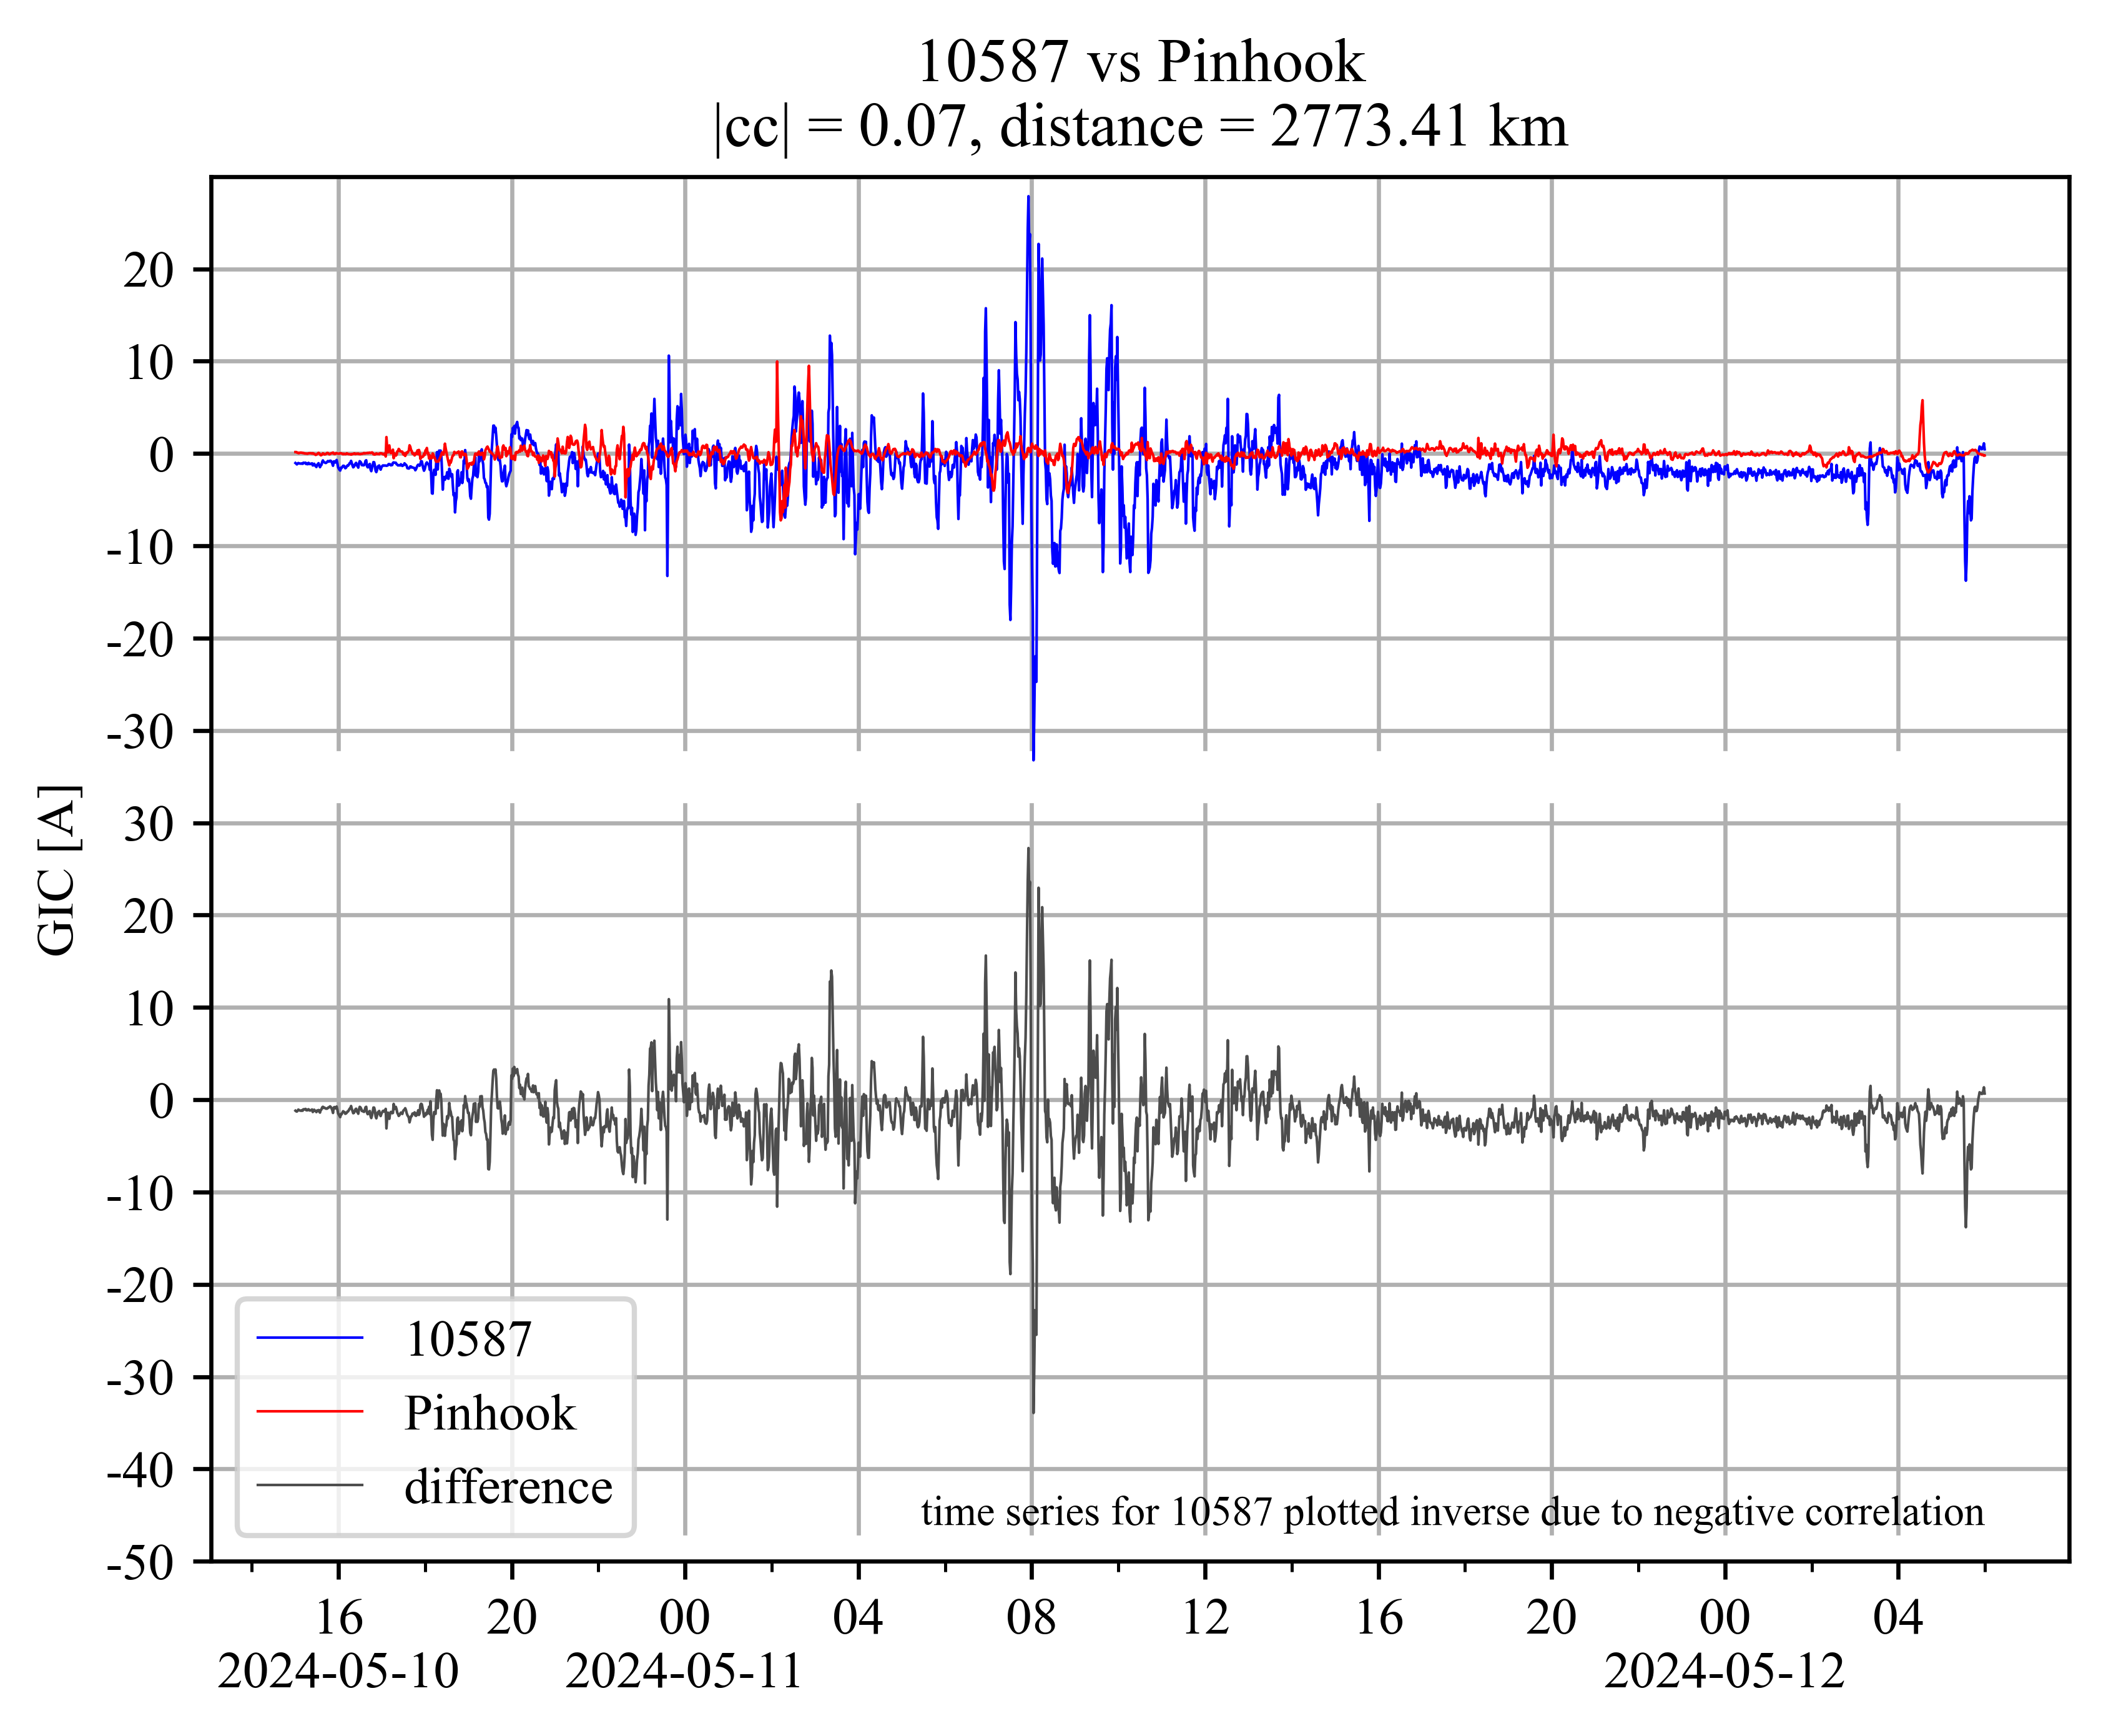 10587 vs Pinhook
|cc| = 0.07, distance = 2773.41 km
GIC [A]
20
10
0
-10
-20
-30
30
20
10
0
-10
-20
-30
-40
-50
10587
Pinhook
difference
time series for 10587 plotted inverse due to negative correlation
16 20 00 04 08 12 16 20 00 04
2024-05-10 2024-05-11 2024-05-12